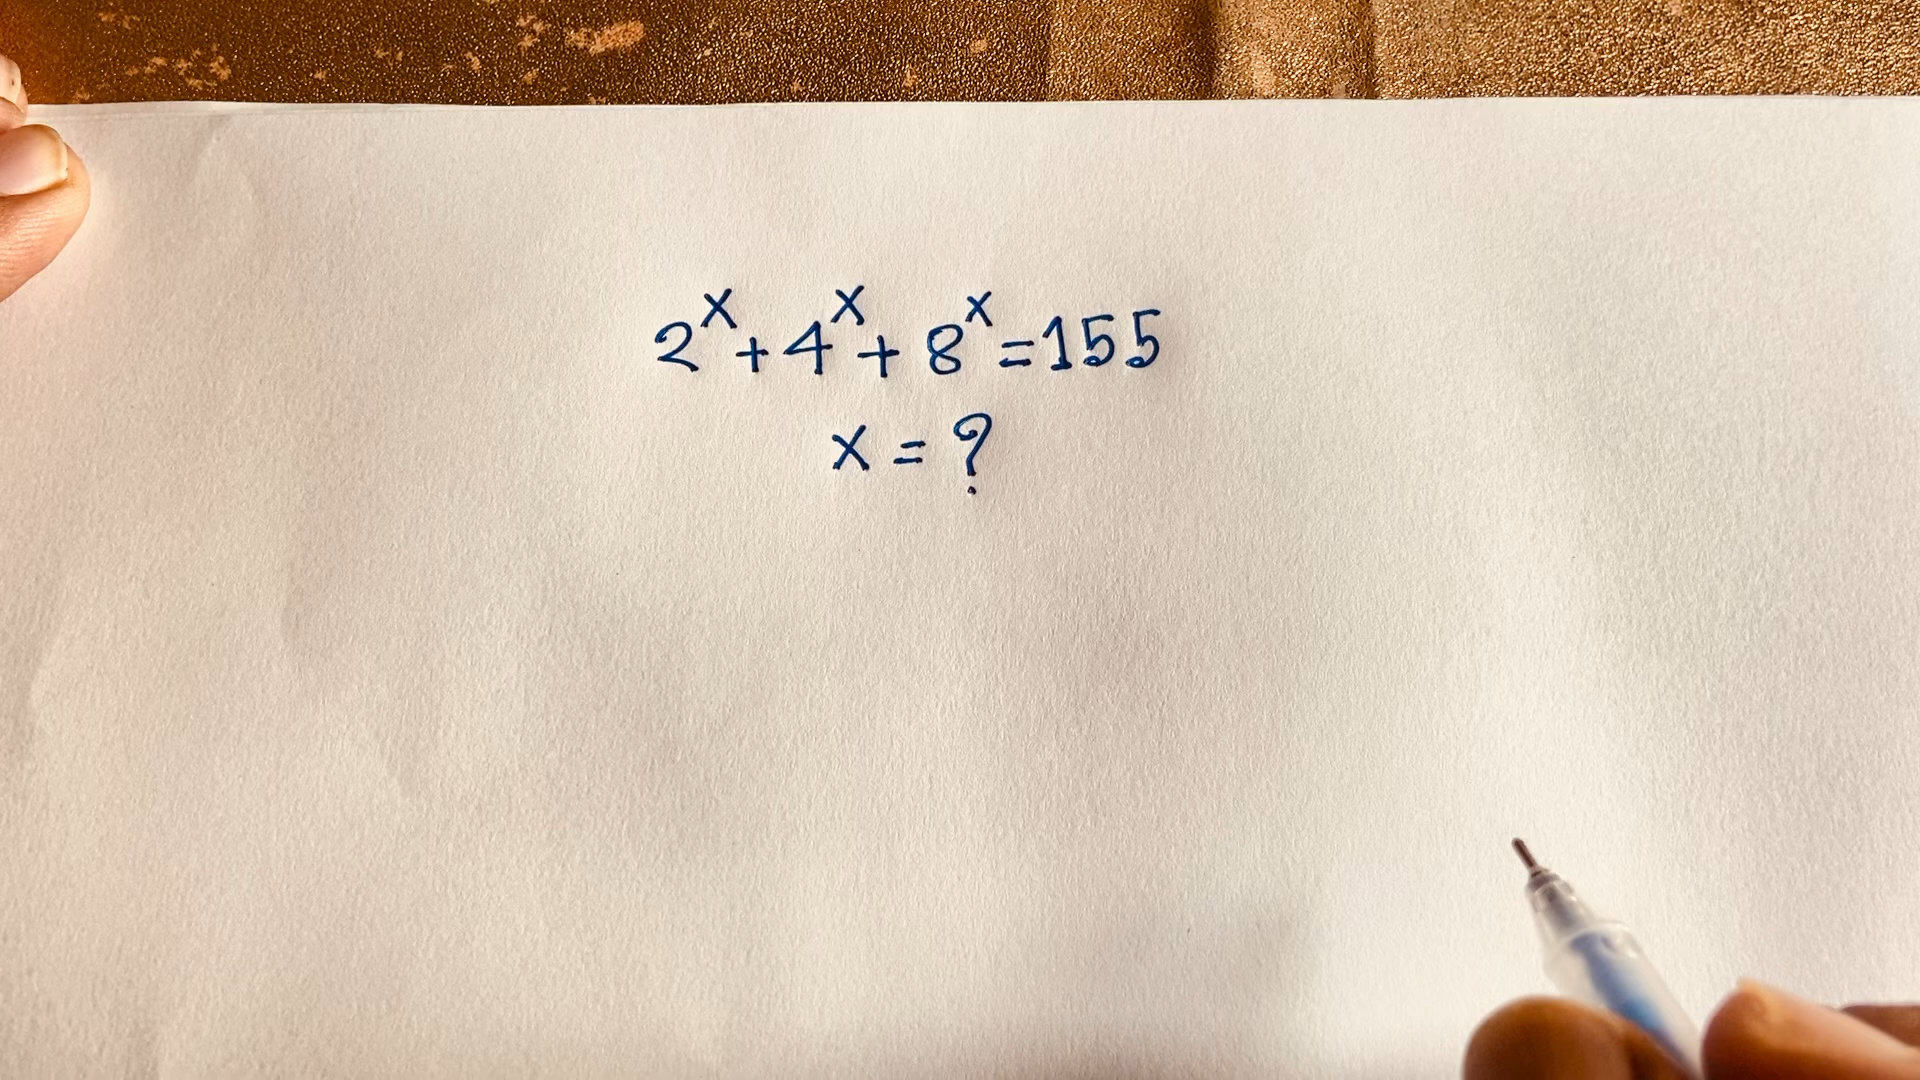 2^x + 4^x + 8^x = 155
x = ?